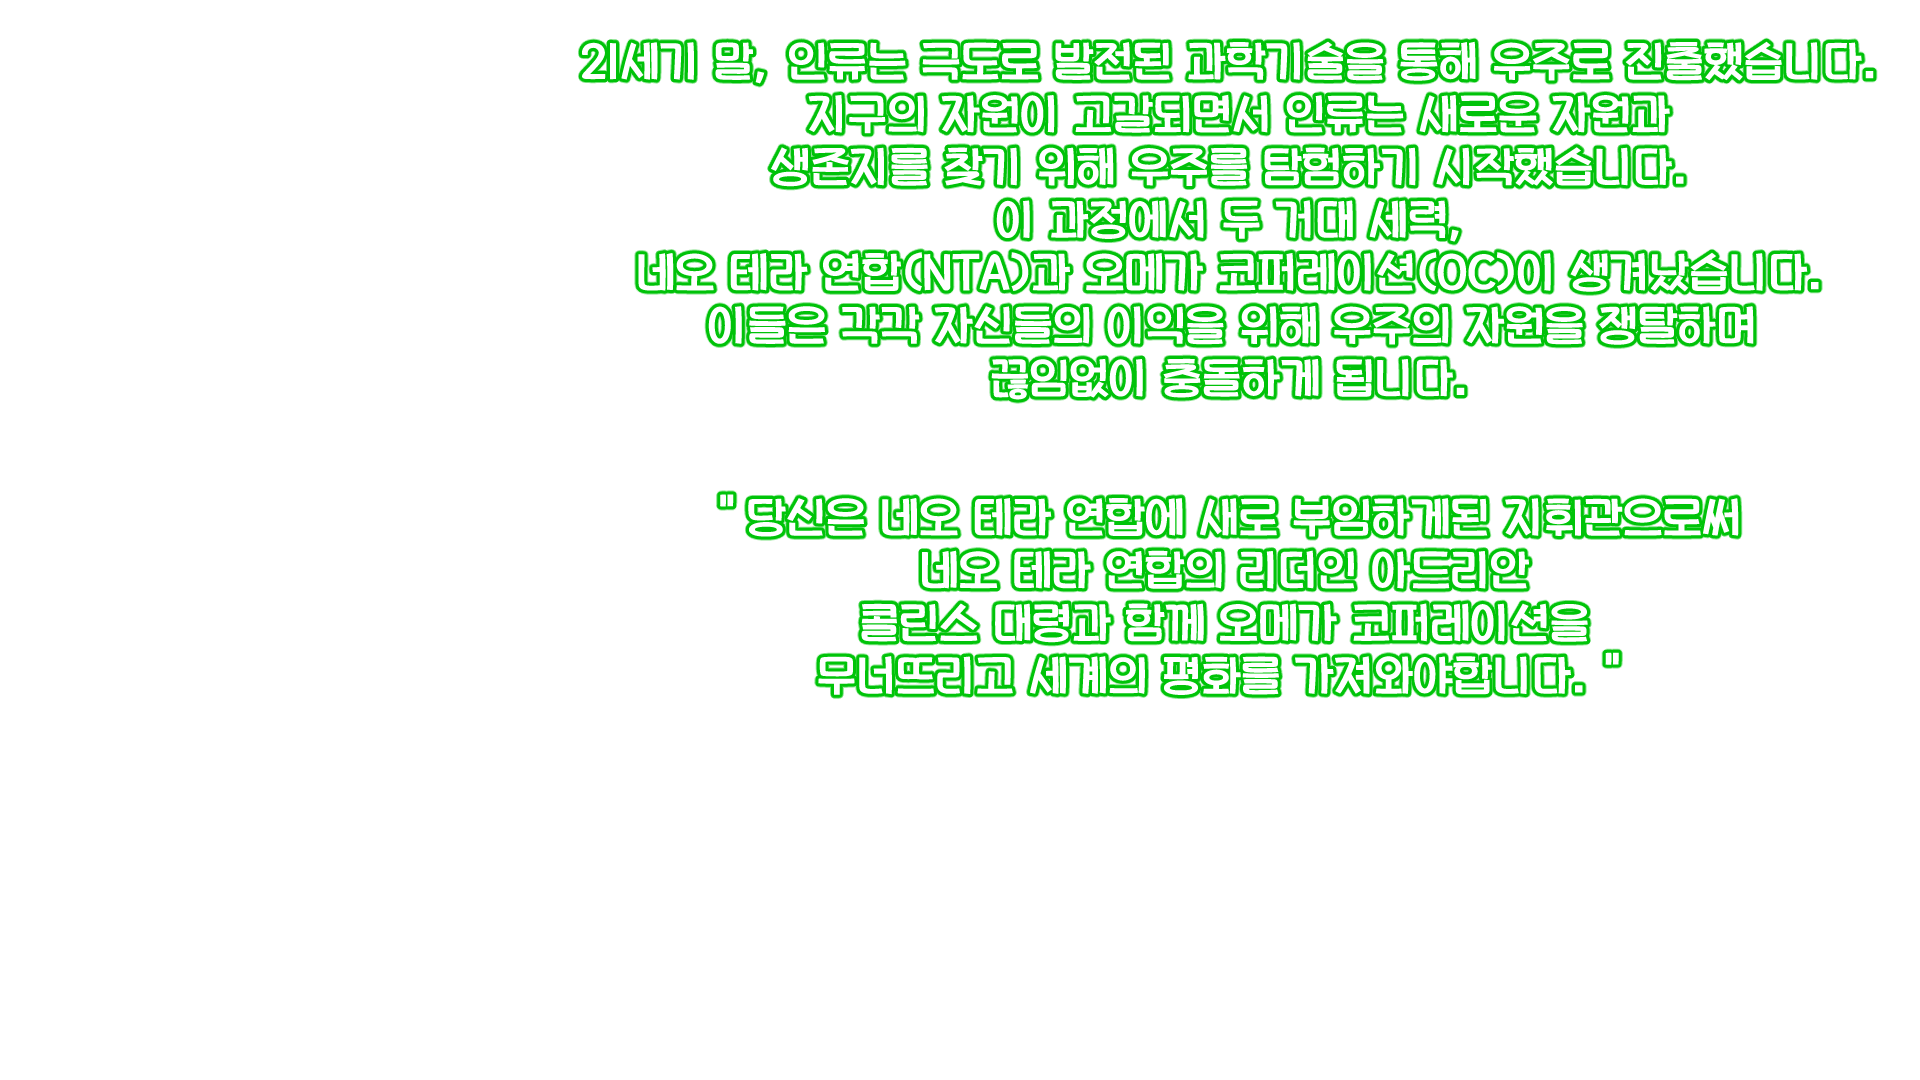 21세기 말, 인류는 극도로 발전된 과학기술을 통해 우주로 진출했습니다.
지구의 자원이 고갈되면서 인류는 새로운 자원과
생존지를 찾기 위해 우주를 탐험하기 시작했습니다.
이 과정에서 두 거대 세력,
네오 테라 연합(NTA)과 오메가 코퍼레이션(OC)이 생겨났습니다.
이들은 각각 자신들의 이익을 위해 우주의 자원을 쟁탈하며
끊임없이 충돌하게 됩니다.
" 당신은 네오 테라 연합에 새로 부임하게된 지휘관으로써
네오 테라 연합의 리더인 아드리안
콜린스 대령과 함께 오메가 코퍼레이션을
무너뜨리고 세계의 평화를 가져와야합니다. "